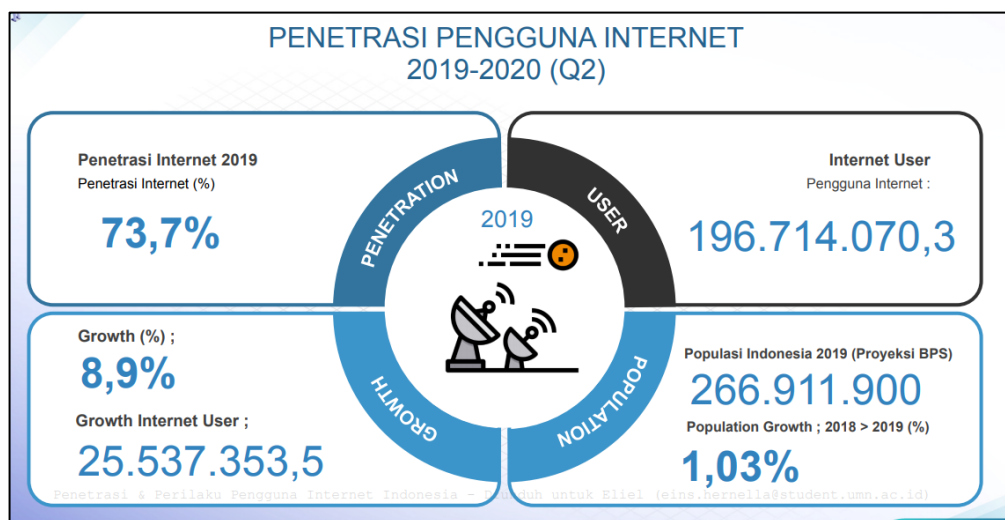 PENETRASI PENGGUNA INTERNET
2019-2020 (Q2)
Penetrasi Internet 2019
Penetrasi Internet (%)
73,7%
PENETRATION
2019
USER
Internet User
Pengguna Internet :
196.714.070,3
Growth (%) ;
8,9%
Growth Internet User ;
25.537.353,5
GROWTH
POPULATION
Populasi Indonesia 2019 (Proyeksi BPS)
266.911.900
Population Growth ; 2018 > 2019 (%)
1,03%
Penetrasi & Perilaku Pengguna Internet Indonesia - untuk Eliel (eins.hernella@student.umn.ac.id)